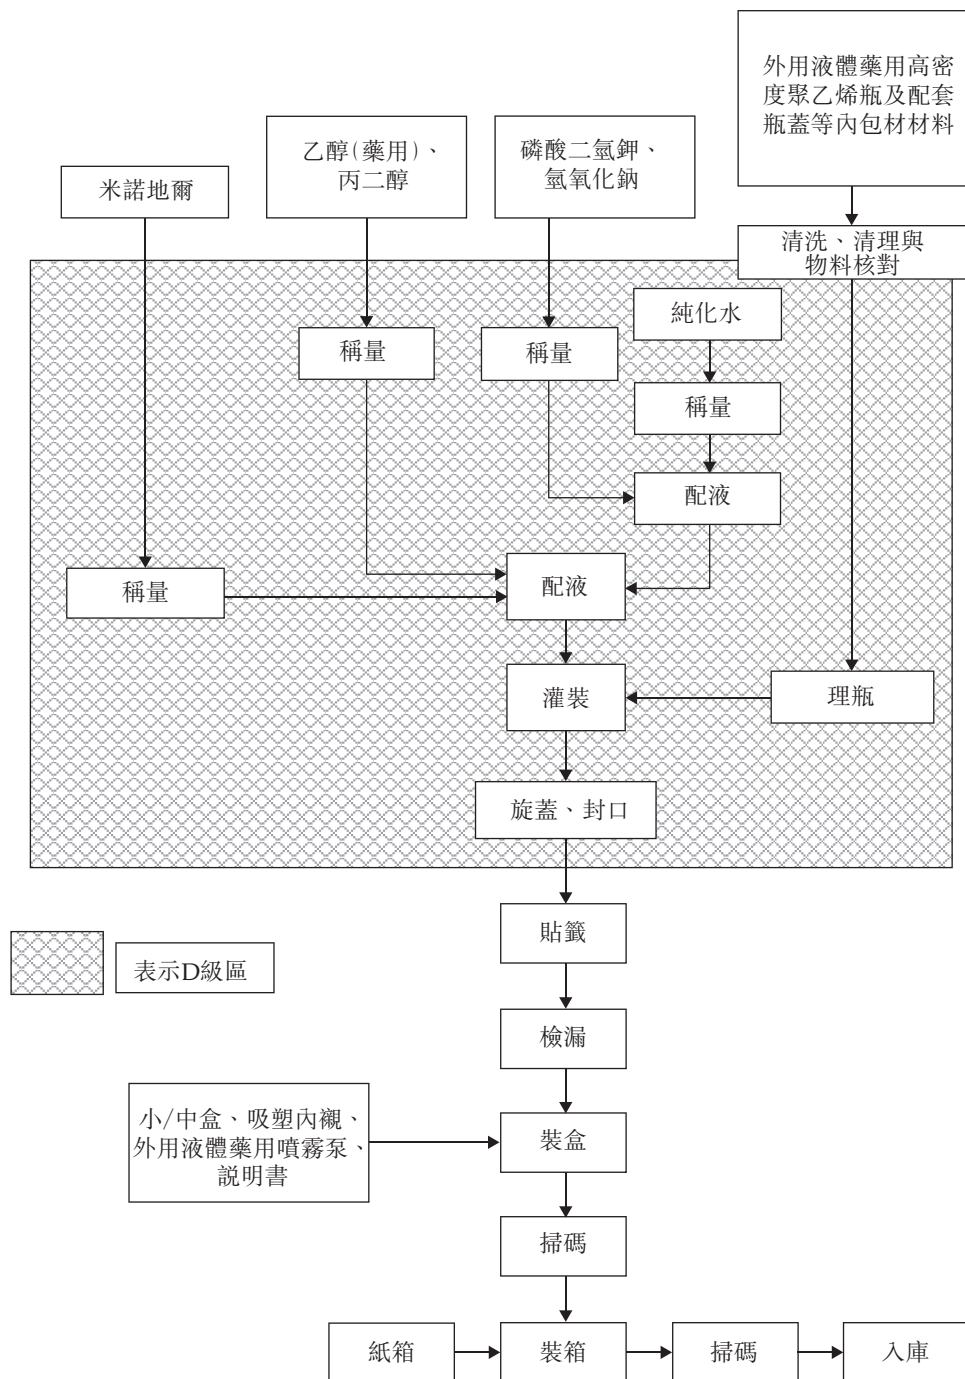 外用液體藥用高密
度聚乙烯瓶及配套
瓶蓋等內包材材料
乙醇(藥用)、
丙二醇
磷酸二氫鉀、
氫氧化鈉
米諾地爾
清洗、清理與
物料核對
純化水
稱量
稱量
稱量
配液
配液
稱量
灌裝
理瓶
旋蓋、封口
貼籤
表示D級區
檢漏
小/中盒、吸塑內襯、
外用液體藥用噴霧泵、
説明書
裝盒
掃碼
紙箱
裝箱
掃碼
入庫